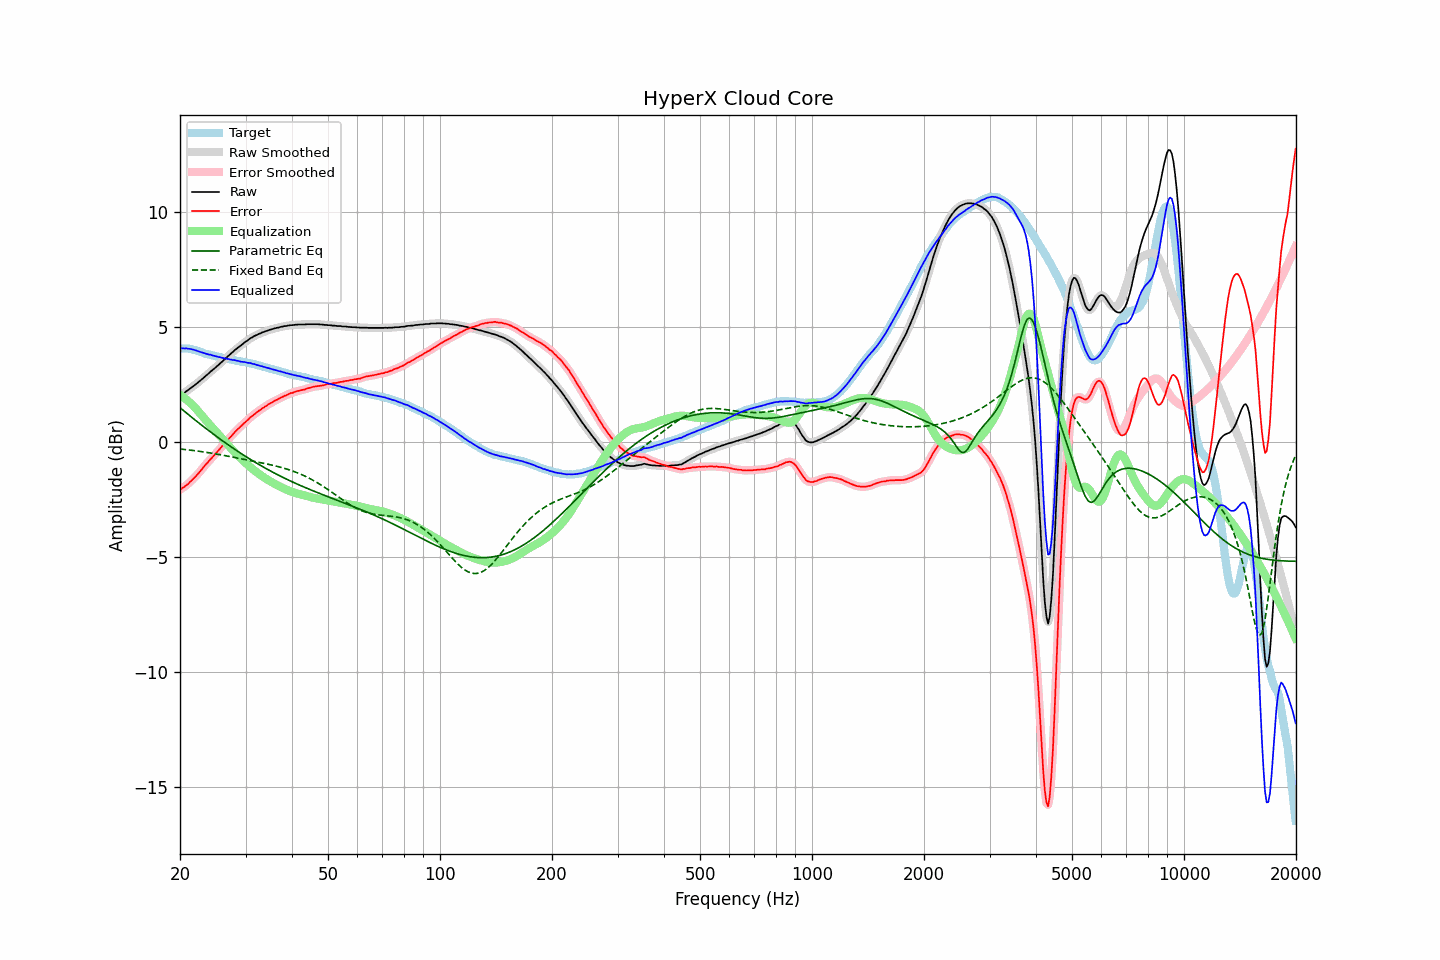 HyperX Cloud Core
Target
Raw Smoothed
Error Smoothed
Raw
Error
Equalization
Parametric Eq
Fixed Band Eq
Equalized
10
5
0
−5
−10
−15
Amplitude (dBr)
20
50
100
200
500
1000
2000
5000
10000
20000
Frequency (Hz)